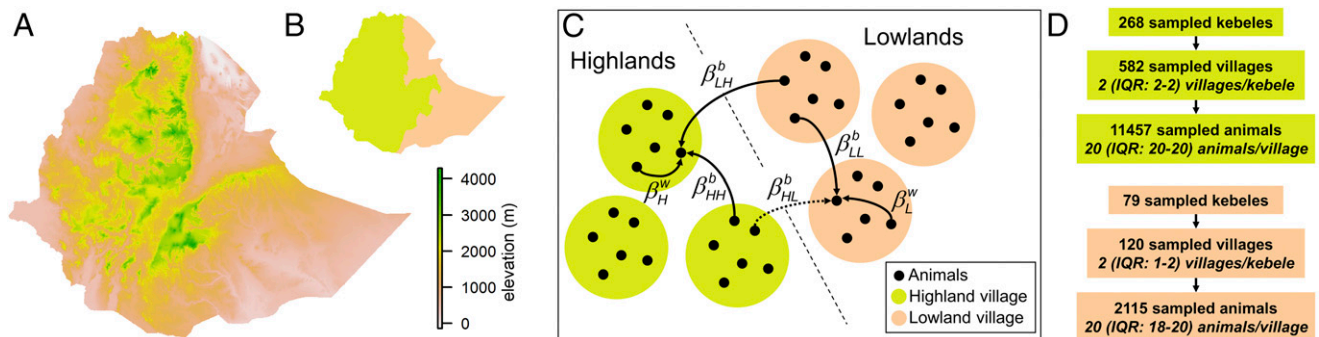 A
B
4000
3000
2000
1000
0
elevation (m)
C
Highlands
Lowlands
β^b_LH
β^b_LL
β^w_H
β^b_HH
β^b_HL
β^w_L
Animals
Highland village
Lowland village
D
268 sampled kebeles
582 sampled villages
2 (IQR: 2-2) villages/kebele
11457 sampled animals
20 (IQR: 20-20) animals/village
79 sampled kebeles
120 sampled villages
2 (IQR: 1-2) villages/kebele
2115 sampled animals
20 (IQR: 18-20) animals/village